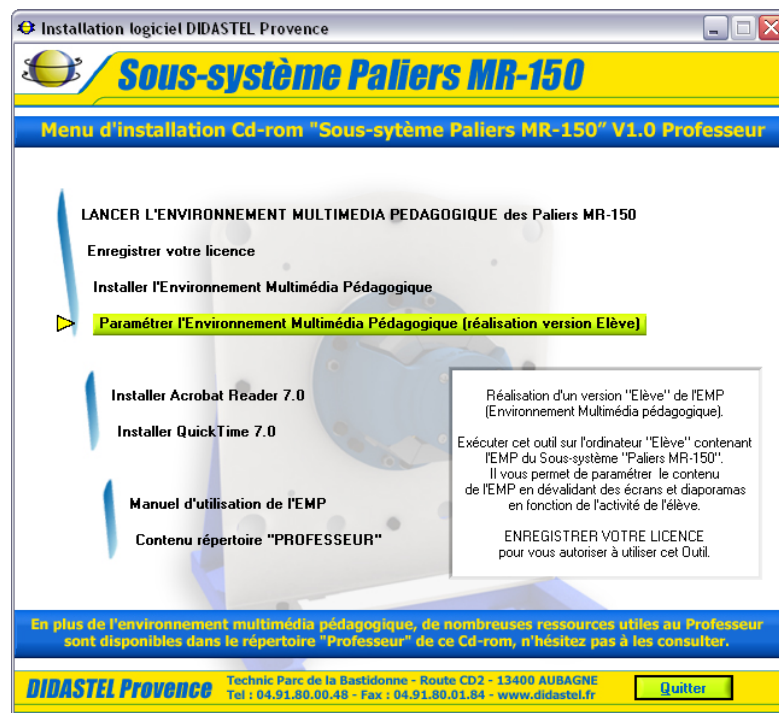 Installation logiciel DIDASTEL Provence
Sous-système Paliers MR-150
Menu d'installation Cd-rom "Sous-sytème Paliers MR-150" V1.0 Professeur
LANCER L'ENVIRONNEMENT MULTIMEDIA PEDAGOGIQUE des Paliers MR-150
Enregistrer votre licence
Installer l'Environnement Multimédia Pédagogique
Paramétrer l'Environnement Multimédia Pédagogique (réalisation version Elève)
Installer Acrobat Reader 7.0
Installer QuickTime 7.0
Manuel d'utilisation de l'EMP
Contenu répertoire "PROFESSEUR"
Réalisation d'un version "Elève" de l'EMP
(Environnement Multimédia pédagogique).
Exécuter cet outil sur l'ordinateur "Elève" contenant
l'EMP du Sous-système "Paliers MR-150".
Il vous permet de paramétrer le contenu
de l'EMP en dévalidant des écrans et diaporamas
en fonction de l'activité de l'élève.
ENREGISTRER VOTRE LICENCE
pour vous autoriser à utiliser cet Outil.
En plus de l'environnement multimédia pédagogique, de nombreuses ressources utiles au Professeur
sont disponibles dans le répertoire "Professeur" de ce Cd-rom, n'hésitez pas à les consulter.
DIDASTEL Provence
Technic Parc de la Bastidonne - Route CD2 - 13400 AUBAGNE
Tel : 04.91.80.00.48 - Fax : 04.91.80.01.84 - www.didastel.fr
Quitter